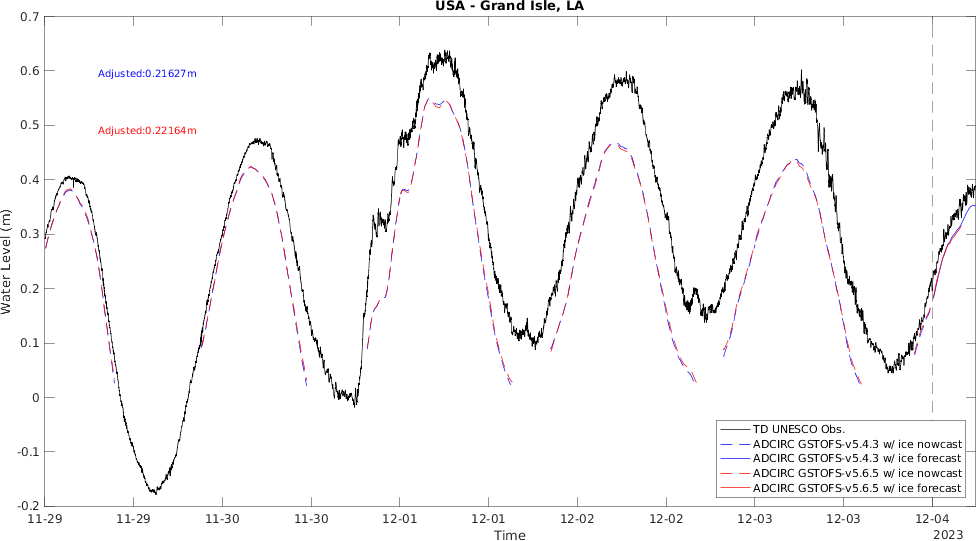 USA - Grand Isle, LA
0.7
0.6
0.5
0.4
0.3
0.2
0.1
0
-0.1
-0.2
Water Level (m)
Adjusted:0.21627m
Adjusted:0.22164m
TD UNESCO Obs.
ADCIRC GSTOFS-v5.4.3 w/ ice nowcast
ADCIRC GSTOFS-v5.4.3 w/ ice forecast
ADCIRC GSTOFS-v5.6.5 w/ ice nowcast
ADCIRC GSTOFS-v5.6.5 w/ ice forecast
11-29 11-29 11-30 11-30 12-01 12-01 12-02 12-02 12-03 12-03 12-04
Time 2023